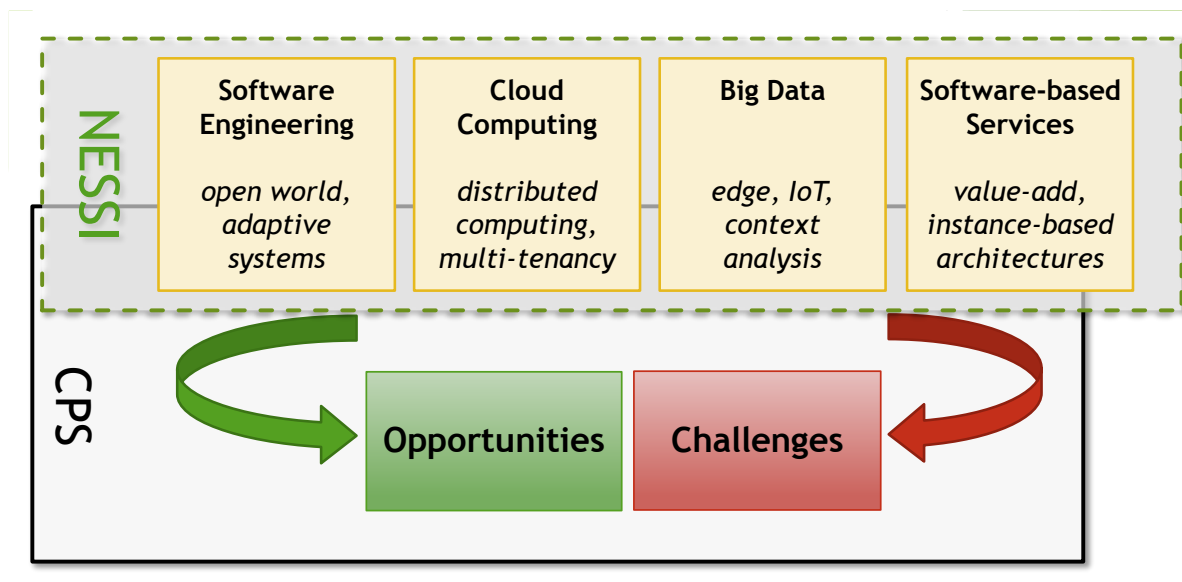 NESSI
Software
Engineering
open world,
adaptive
systems
Cloud
Computing
distributed
computing,
multi-tenancy
Big Data
edge, IoT,
context
analysis
Software-based
Services
value-add,
instance-based
architectures
CPS
Opportunities
Challenges